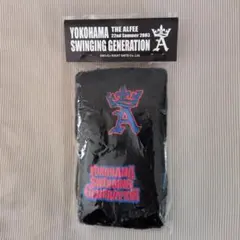 YOKOHAMA
SWINGING GENERATION
THE ALFEE
22nd Summer 2003
A
A
YOKOHAMA
SWINGING
GENERATION